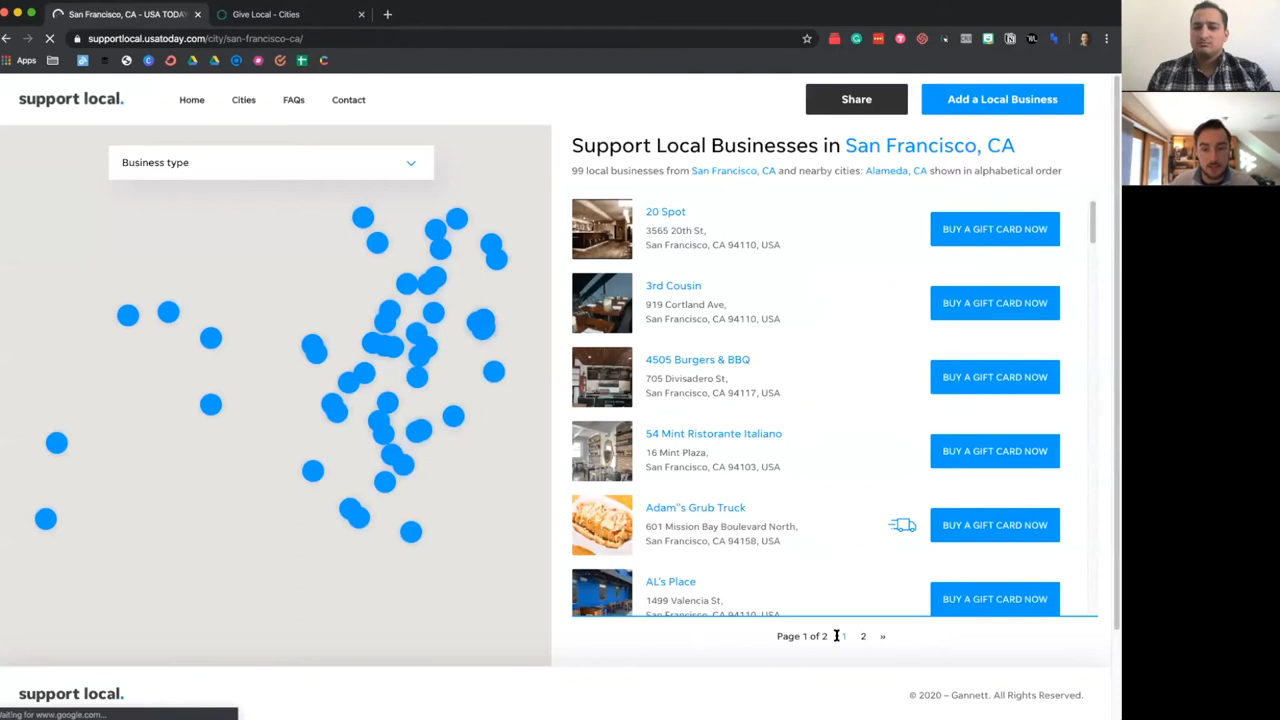 San Francisco, CA - USA TODAY
Give Local - Cities
supportlocal.usatoday.com/city/san-francisco-ca/
Apps
support local.
Home
Cities
FAQs
Contact
Share
Add a Local Business
Business type
Support Local Businesses in San Francisco, CA
99 local businesses from San Francisco, CA and nearby cities: Alameda, CA shown in alphabetical order
20 Spot
3565 20th St,
San Francisco, CA 94110, USA
BUY A GIFT CARD NOW
3rd Cousin
919 Cortland Ave,
San Francisco, CA 94110, USA
BUY A GIFT CARD NOW
4505 Burgers & BBQ
705 Divisadero St,
San Francisco, CA 94117, USA
BUY A GIFT CARD NOW
54 Mint Ristorante Italiano
16 Mint Plaza,
San Francisco, CA 94103, USA
BUY A GIFT CARD NOW
Adam''s Grub Truck
601 Mission Bay Boulevard North,
San Francisco, CA 94158, USA
BUY A GIFT CARD NOW
AL's Place
1499 Valencia St,
San Francisco, CA 94110, USA
BUY A GIFT CARD NOW
Page 1 of 2 1 2 »
support local.
© 2020 – Gannett. All Rights Reserved.
Waiting for www.google.com...